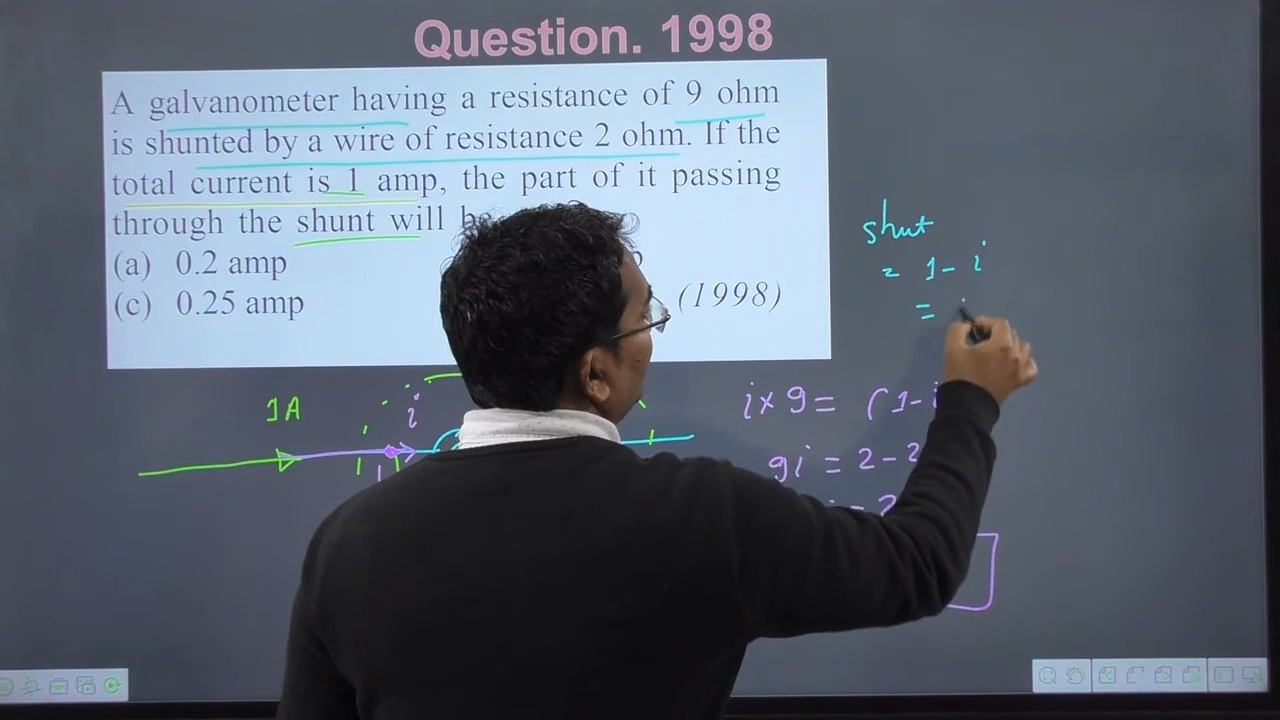 Question. 1998
A galvanometer having a resistance of 9 ohm
is shunted by a wire of resistance 2 ohm. If the
total current is 1 amp, the part of it passing
through the shunt will
(a) 0.2 amp
(c) 0.25 amp
(1998)
shut
= 1 - i
=
1A
i
i × 9 = (1 - i
9i = 2 - 2